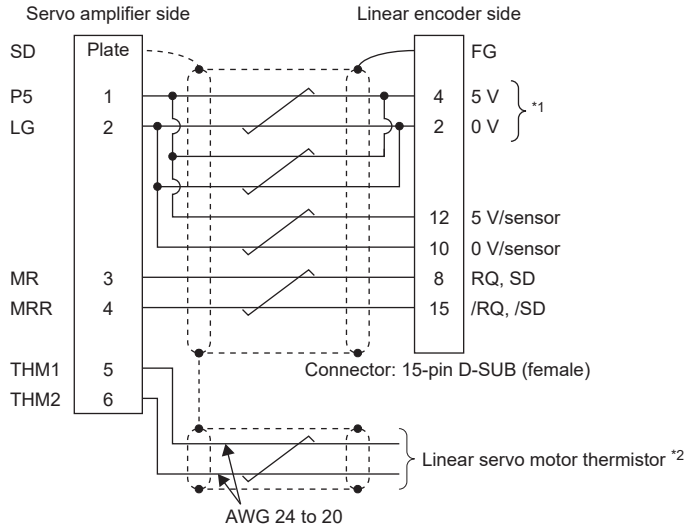 Servo amplifier side Linear encoder side
SD Plate FG
P5 1 4 5 V
*1
LG 2 2 0 V
12 5 V/sensor
10 0 V/sensor
MR 3 8 RQ, SD
MRR 4 15 /RQ, /SD
THM1 5 Connector: 15-pin D-SUB (female)
THM2 6
Linear servo motor thermistor *2
AWG 24 to 20